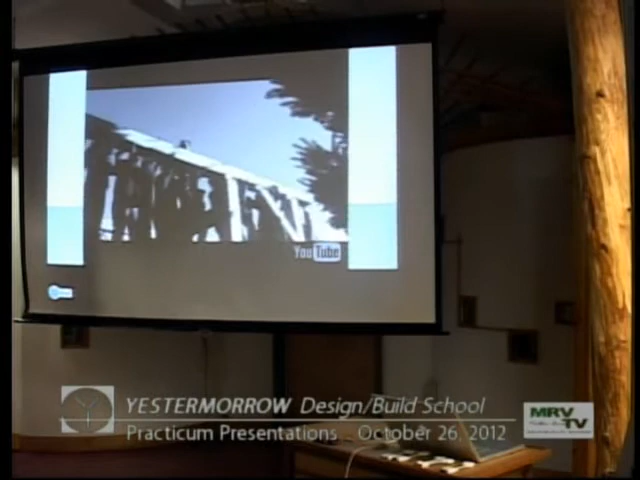 YouTube
YESTERMORROW Design/Build School
Practicum Presentations - October 26, 2012
MRV
TV